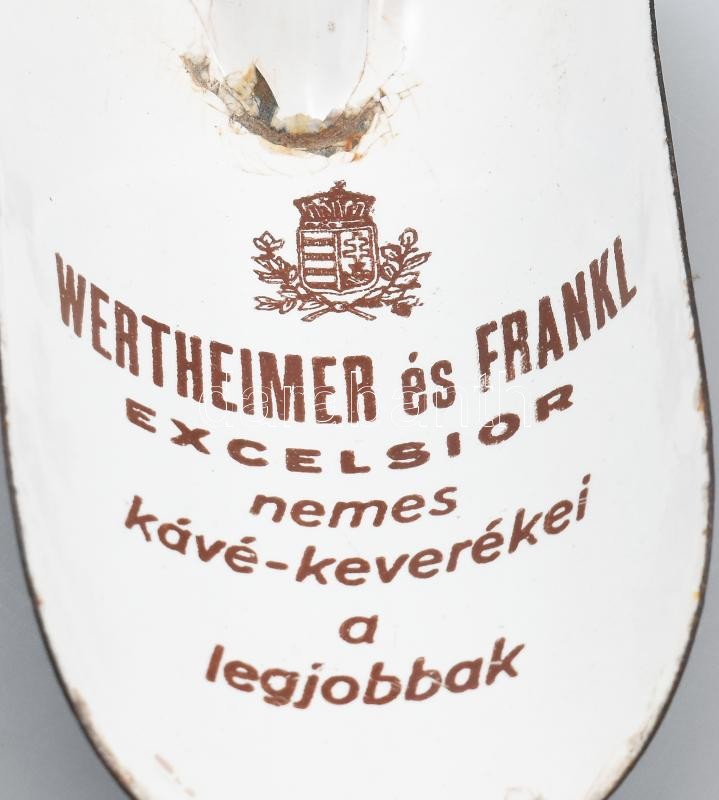 WERTHEIMER és FRANKL
EXCELSIOR
nemes
kávé-keverékei
a
legjobbak